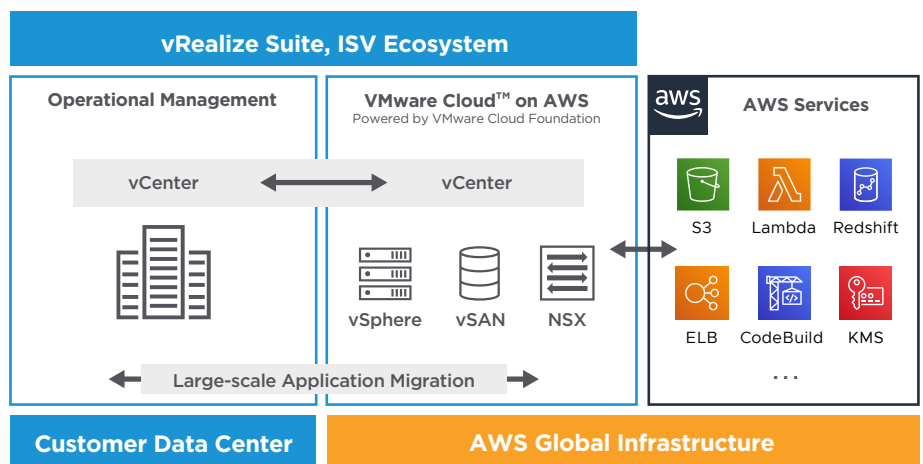 vRealize Suite, ISV Ecosystem
Operational Management
VMware Cloud™ on AWS
Powered by VMware Cloud Foundation
aws
AWS Services
vCenter
vCenter
S3
Lambda
Redshift
vSphere
vSAN
NSX
ELB
CodeBuild
KMS
...
Large-scale Application Migration
Customer Data Center
AWS Global Infrastructure